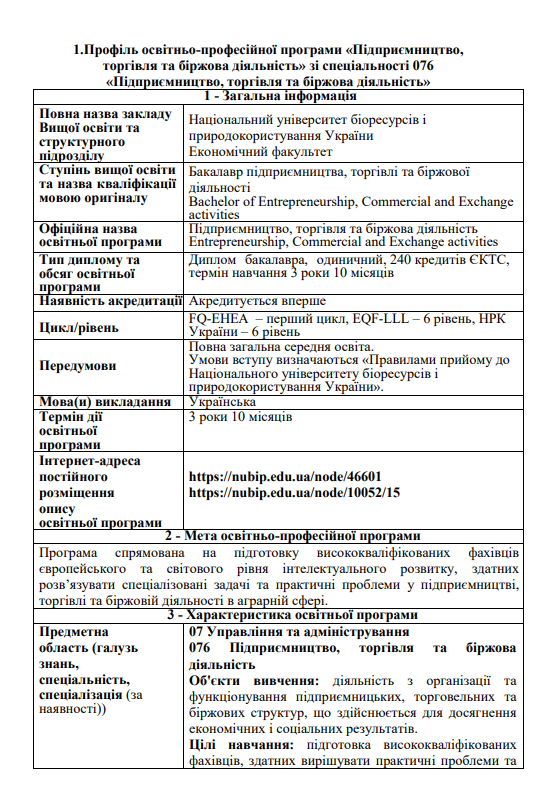 1.Профіль освітньо-професійної програми «Підприємництво,
торгівля та біржова діяльність» зі спеціальності 076
«Підприємництво, торгівля та біржова діяльність»
1 - Загальна інформація
Повна назва закладу
Вищої освіти та
структурного
підрозділу
Національний університет біоресурсів і
природокористування України
Економічний факультет
Ступінь вищої освіти
та назва кваліфікації
мовою оригіналу
Бакалавр підприємництва, торгівлі та біржової
діяльності
Bachelor of Entrepreneurship, Commercial and Exchange
activities
Офіційна назва
освітньої програми
Підприємництво, торгівля та біржова діяльність
Entrepreneurship, Commercial and Exchange activities
Тип диплому та
обсяг освітньої
програми
Диплом бакалавра, одиничний, 240 кредитів ЄКТС,
термін навчання 3 роки 10 місяців
Наявність акредитації
Акредитується вперше
Цикл/рівень
FQ-EHEA – перший цикл, EQF-LLL – 6 рівень, НРК
України – 6 рівень
Передумови
Повна загальна середня освіта.
Умови вступу визначаються «Правилами прийому до
Національного університету біоресурсів і
природокористування України».
Мова(и) викладання
Українська
Термін дії
освітньої
програми
3 роки 10 місяців
Інтернет-адреса
постійного
розміщення
опису
освітньої програми
https://nubip.edu.ua/node/46601
https://nubip.edu.ua/node/10052/15
2 - Мета освітньо-професійної програми
Програма спрямована на підготовку висококваліфікованих фахівців
європейського та світового рівня інтелектуального розвитку, здатних
розв’язувати спеціалізовані задачі та практичні проблеми у підприємництві,
торгівлі та біржовій діяльності в аграрній сфері.
3 - Характеристика освітньої програми
Предметна
область (галузь
знань,
спеціальність,
спеціалізація (за
наявності))
07 Управління та адміністрування
076 Підприємництво, торгівля та біржова
діяльність
Об'єкти вивчення: діяльність з організації та
функціонування підприємницьких, торговельних та
біржових структур, що здійснюється для досягнення
економічних і соціальних результатів.
Цілі навчання: підготовка висококваліфікованих
фахівців, здатних вирішувати практичні проблеми та